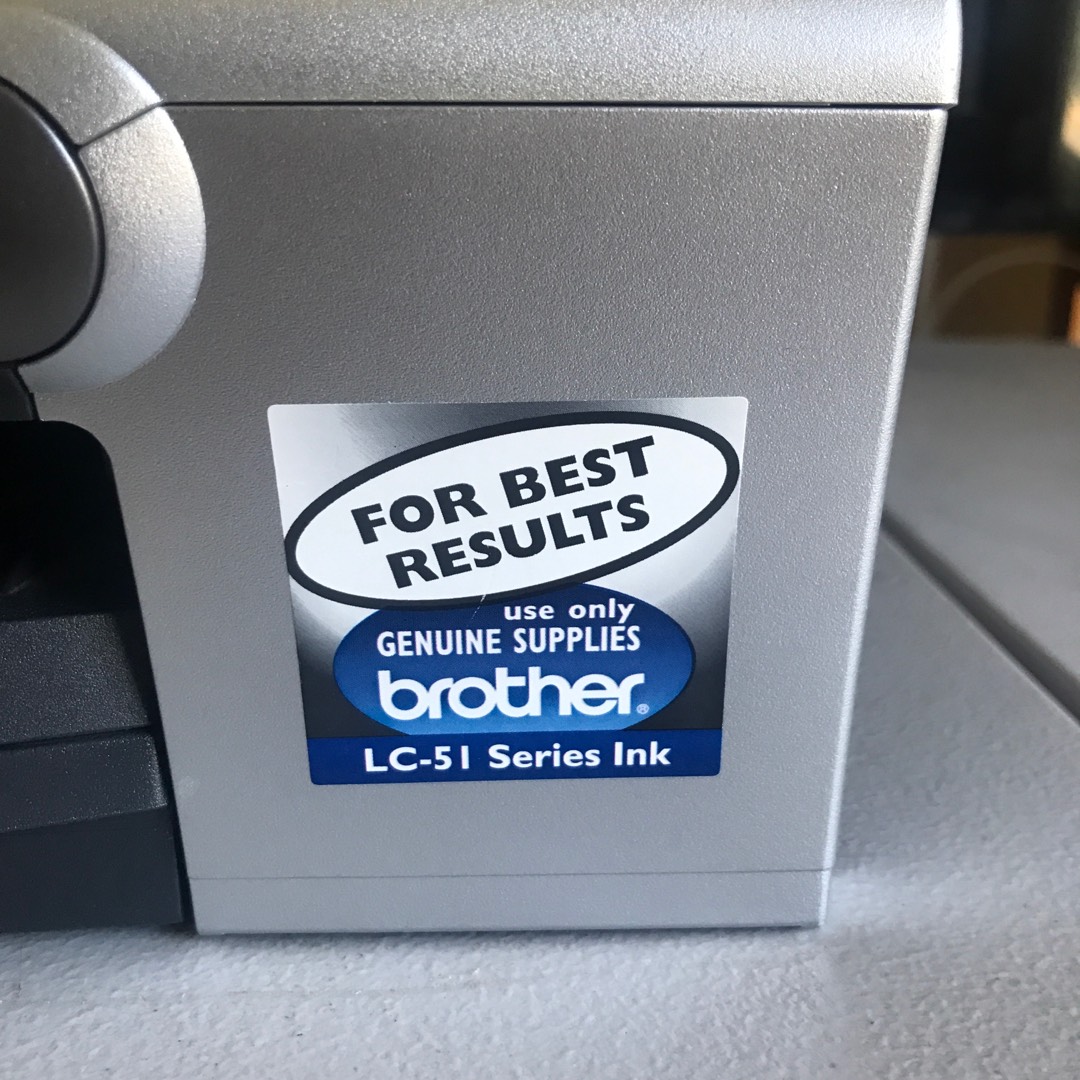 FOR BEST
RESULTS
use only
GENUINE SUPPLIES
brother®
LC-51 Series Ink